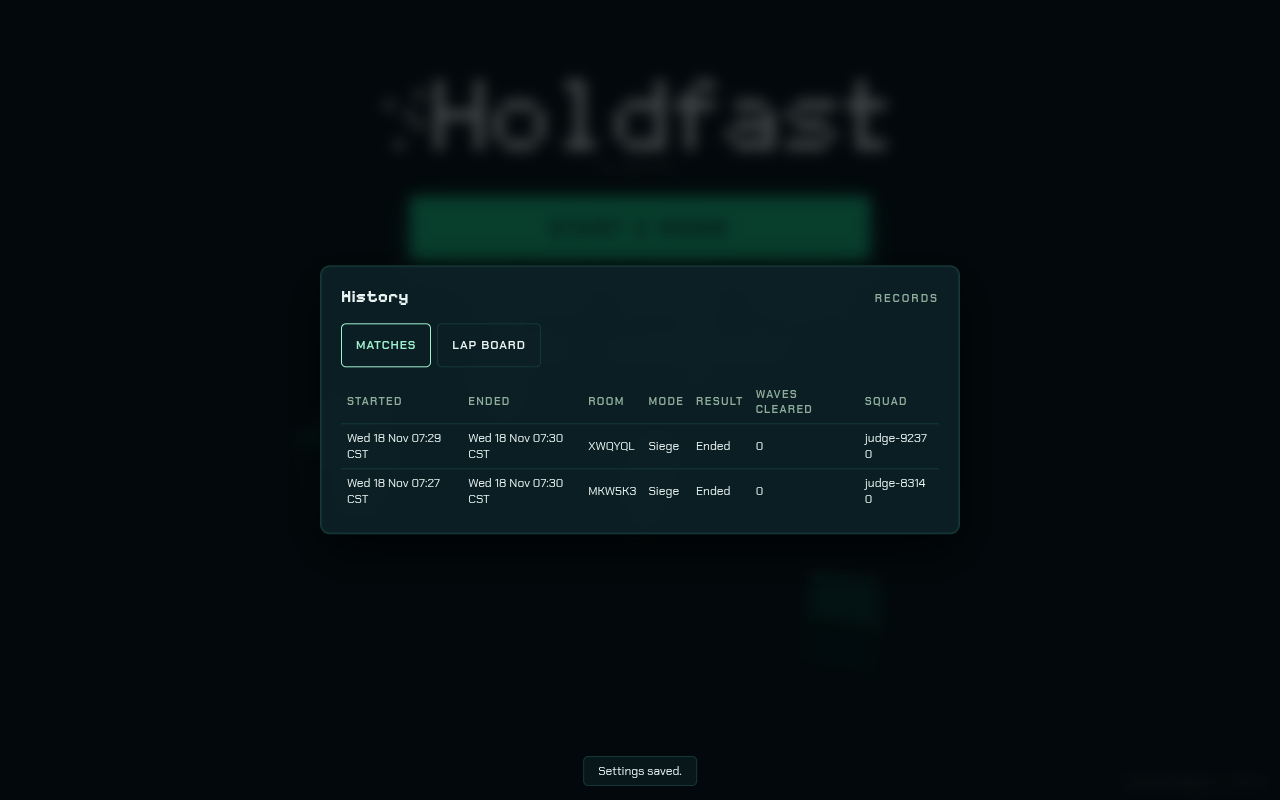 Holdfast
History
RECORDS
MATCHES
LAP BOARD
STARTED ENDED ROOM MODE RESULT WAVES CLEARED SQUAD
Wed 18 Nov 07:29 CST Wed 18 Nov 07:30 CST XWQYQL Siege Ended 0 judge-9237 0
Wed 18 Nov 07:27 CST Wed 18 Nov 07:30 CST MKW5K3 Siege Ended 0 judge-8314 0
Settings saved.